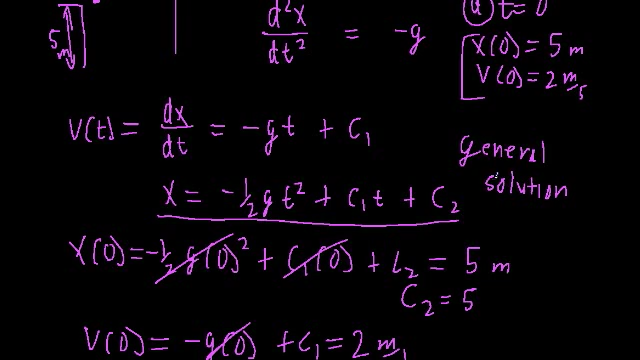 @ t=0
5 m
d²x/dt² = -g
X(0) = 5 m
V(0) = 2 m/s
V(t) = dx/dt = -gt + C₁
general
solution
X = -½gt² + C₁t + C₂
X(0) = -½g(0)² + C₁(0) + C₂ = 5 m
C₂ = 5
V(0) = -g(0) + C₁ = 2 m/